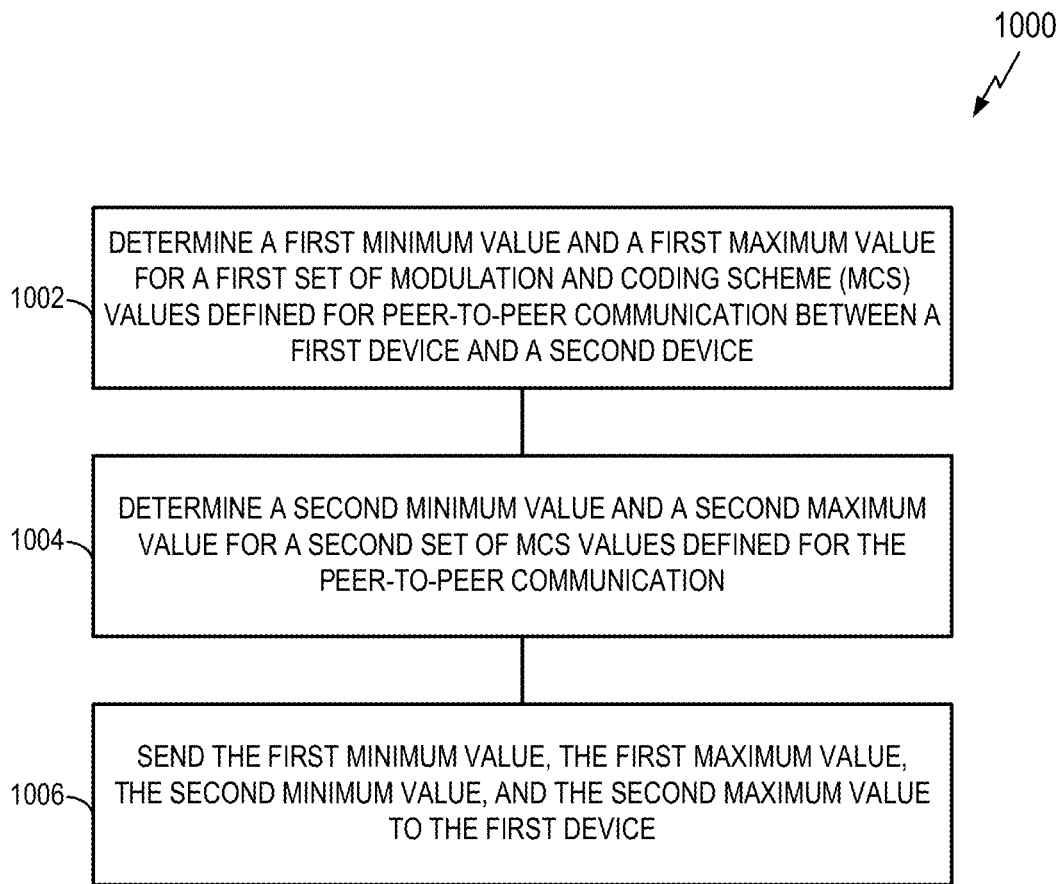 1000
DETERMINE A FIRST MINIMUM VALUE AND A FIRST MAXIMUM VALUE
FOR A FIRST SET OF MODULATION AND CODING SCHEME (MCS)
VALUES DEFINED FOR PEER-TO-PEER COMMUNICATION BETWEEN A
FIRST DEVICE AND A SECOND DEVICE
1002
DETERMINE A SECOND MINIMUM VALUE AND A SECOND MAXIMUM
VALUE FOR A SECOND SET OF MCS VALUES DEFINED FOR THE
PEER-TO-PEER COMMUNICATION
1004
SEND THE FIRST MINIMUM VALUE, THE FIRST MAXIMUM VALUE,
THE SECOND MINIMUM VALUE, AND THE SECOND MAXIMUM VALUE
TO THE FIRST DEVICE
1006